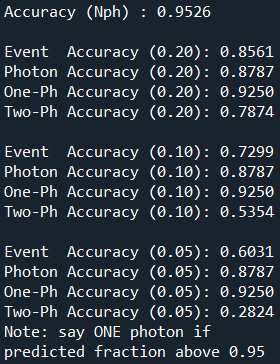 Accuracy (Nph) : 0.9526
Event  Accuracy (0.20): 0.8561
Photon Accuracy (0.20): 0.8787
One-Ph Accuracy (0.20): 0.9250
Two-Ph Accuracy (0.20): 0.7874
Event  Accuracy (0.10): 0.7299
Photon Accuracy (0.10): 0.8787
One-Ph Accuracy (0.10): 0.9250
Two-Ph Accuracy (0.10): 0.5354
Event  Accuracy (0.05): 0.6031
Photon Accuracy (0.05): 0.8787
One-Ph Accuracy (0.05): 0.9250
Two-Ph Accuracy (0.05): 0.2824
Note: say ONE photon if
predicted fraction above 0.95